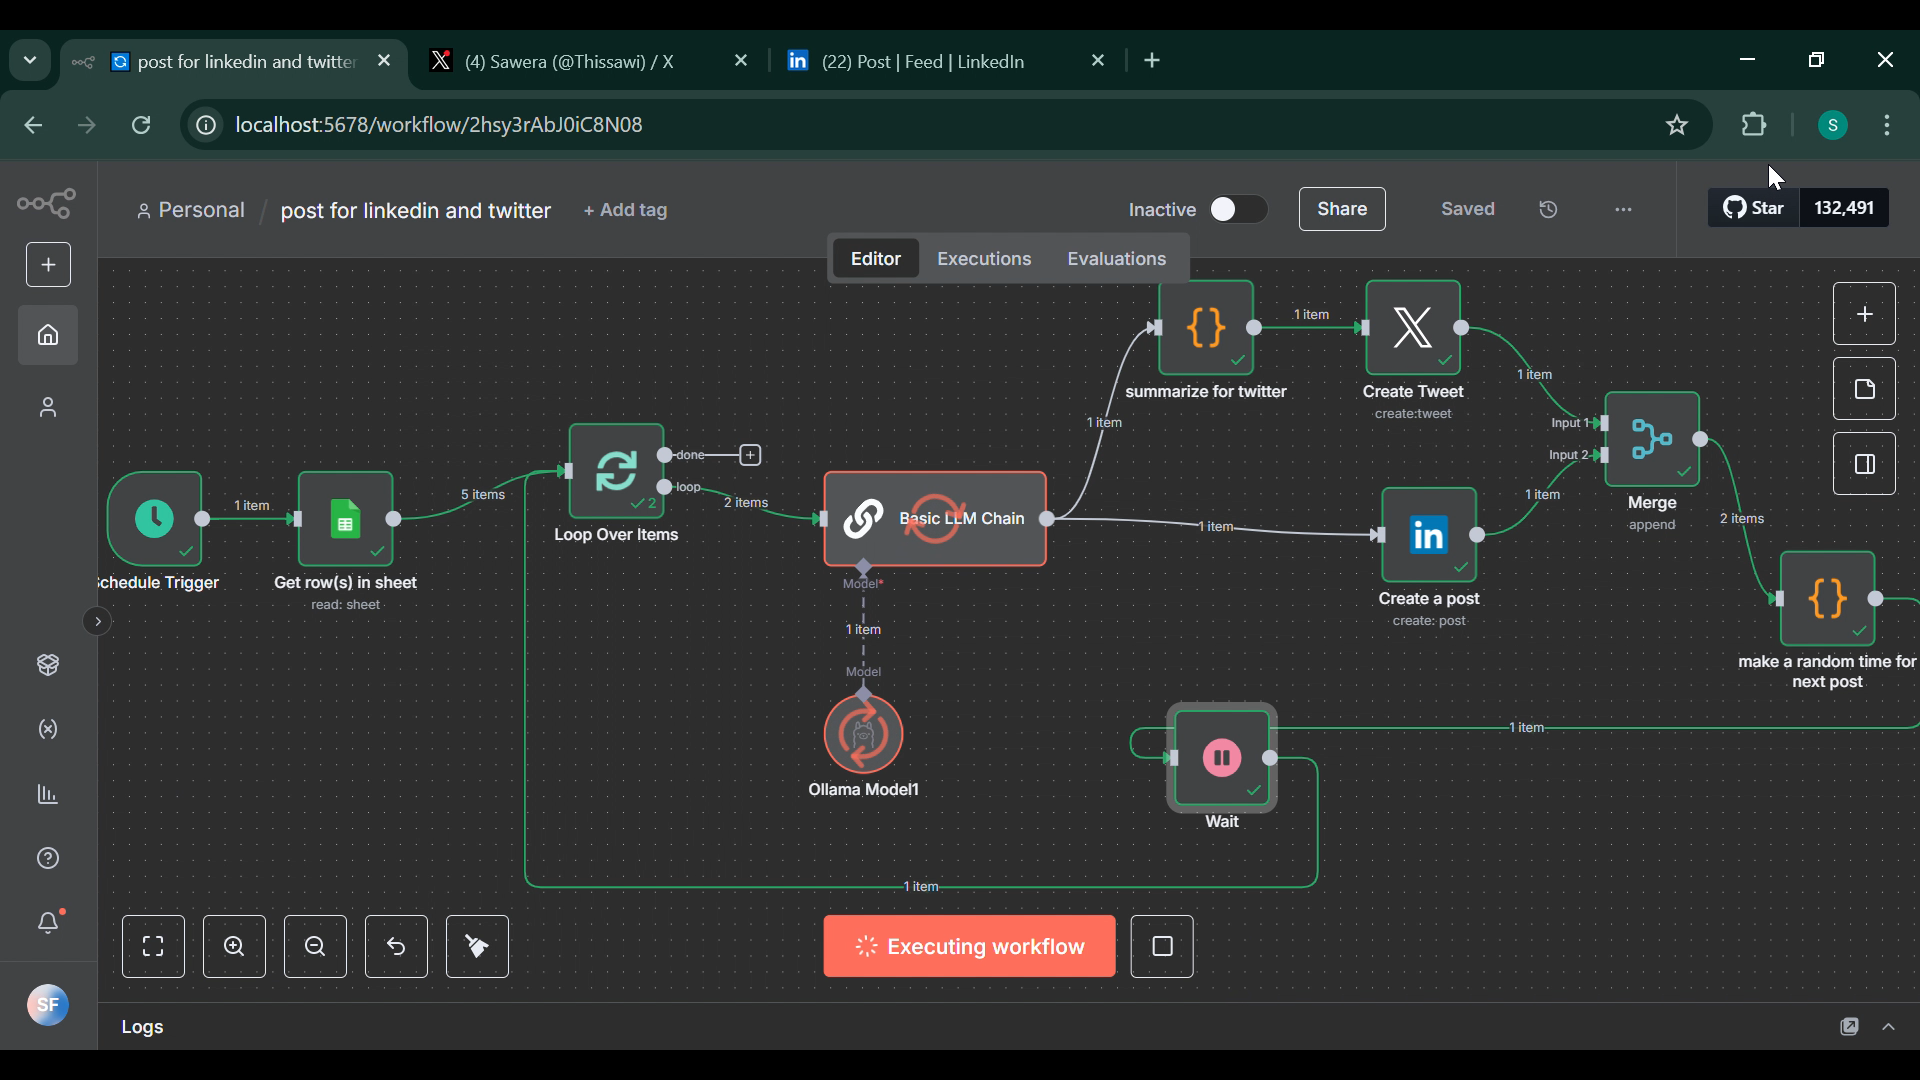 post for linkedin and twitter
(4) Sawera (@Thissawi) / X
(22) Post | Feed | LinkedIn
localhost:5678/workflow/2hsy3rAbJ0iC8N08
S
Personal / post for linkedin and twitter + Add tag
Inactive
Share
Saved
Star 132,491
Editor Executions Evaluations
1 item
summarize for twitter
Create Tweet
create:tweet
1 item
1 item
Input 1
Input 2
Merge
append
done
loop
2
Loop Over Items
5 items
2 items
1 item
chedule Trigger
Get row(s) in sheet
read: sheet
Basic LLM Chain
Model*
1 item
Model
Ollama Model1
1 item
in
Create a post
create: post
1 item
2 items
{}
make a random time for
next post
1 item
Wait
1 item
Executing workflow
SF
Logs